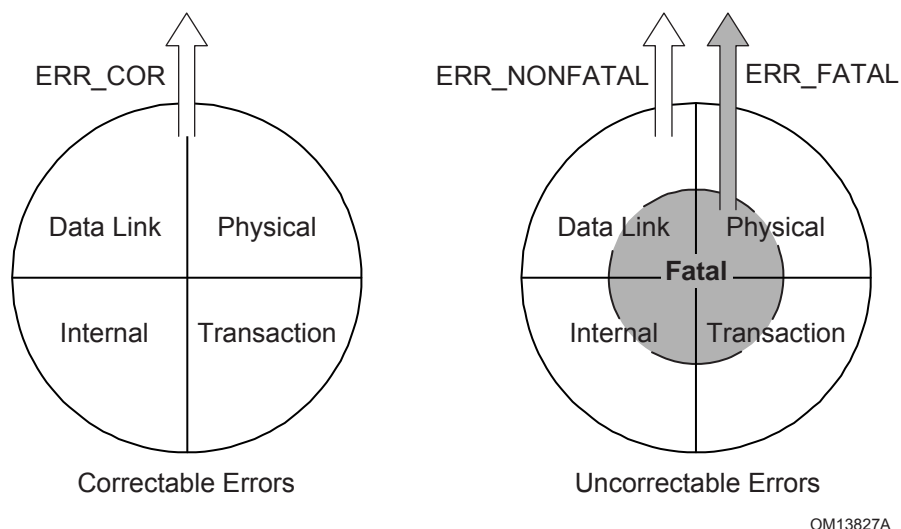 ERR_COR
Data Link
Physical
Internal
Transaction
Correctable Errors
ERR_NONFATAL
ERR_FATAL
Data Link
Physical
Fatal
Internal
Transaction
Uncorrectable Errors
OM13827A